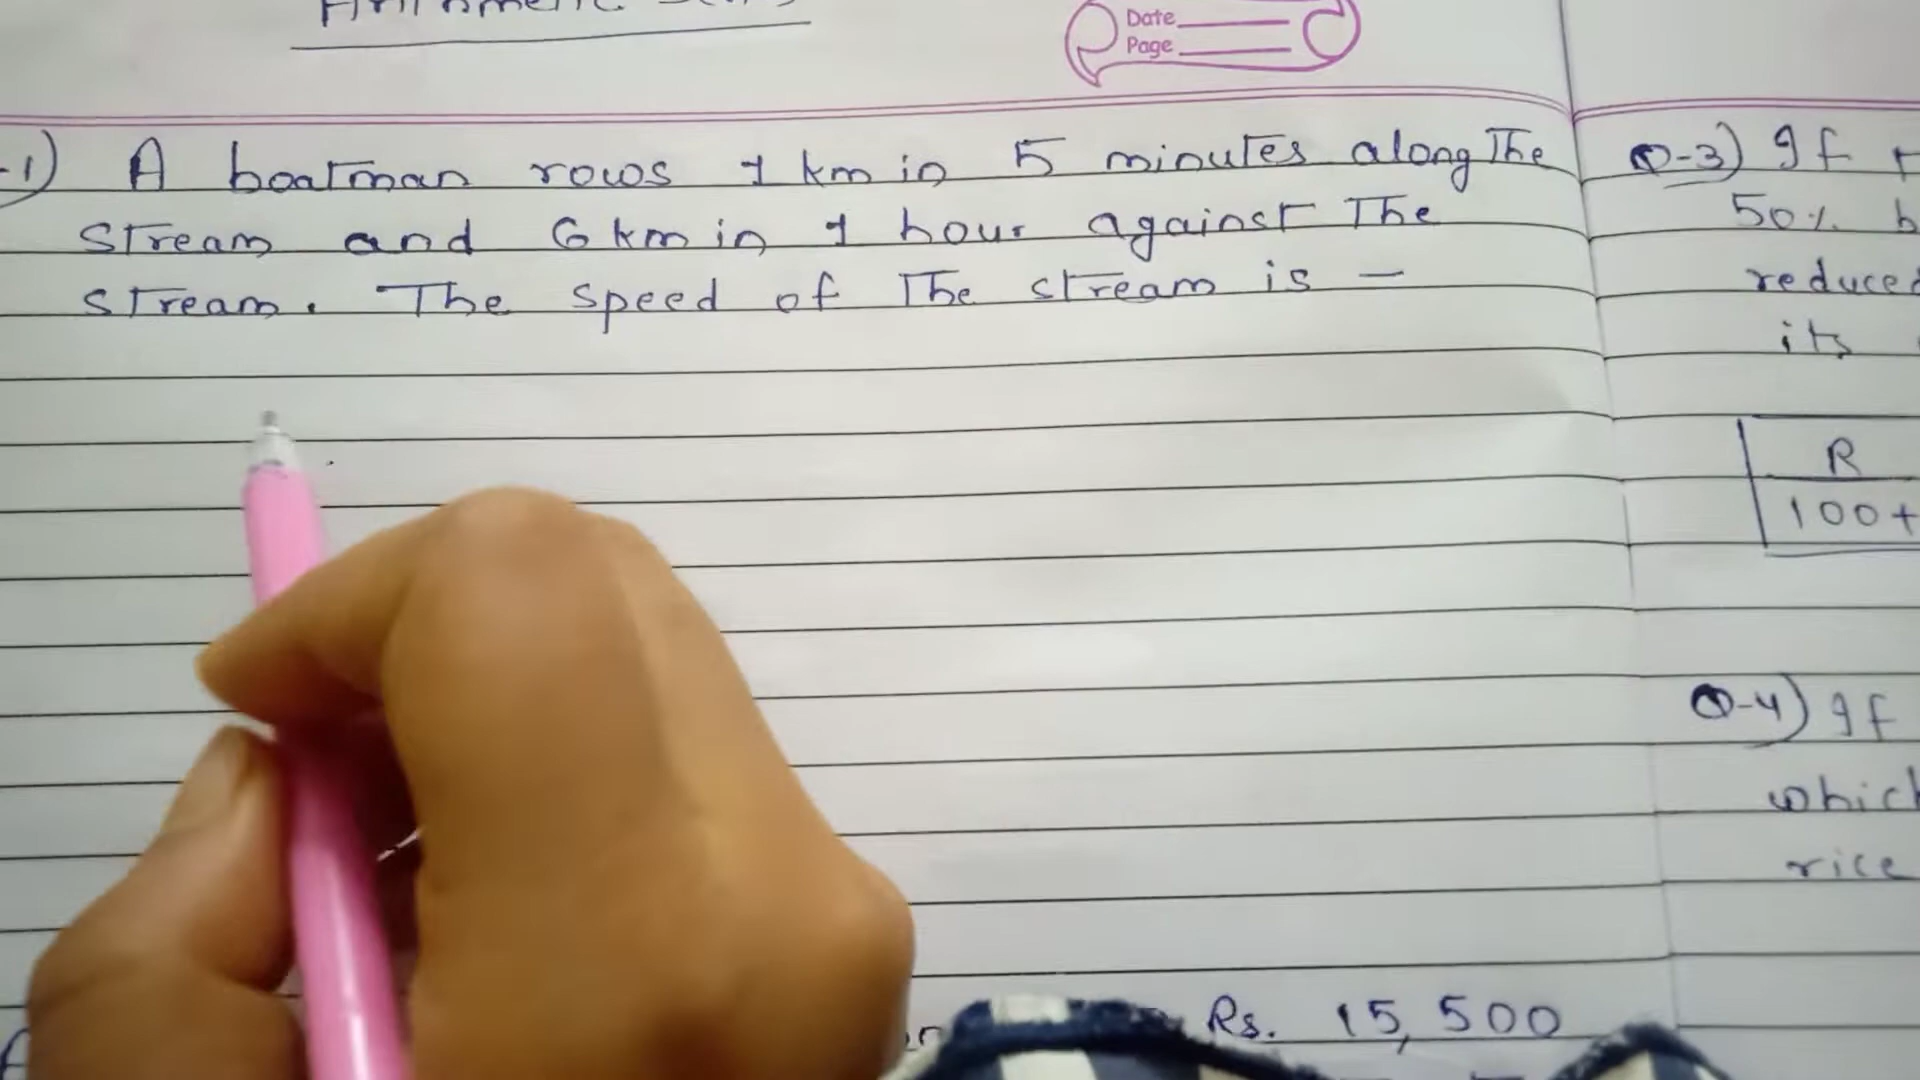 Date
Page
-1) A boatman rows 1 km in 5 minutes along The
stream and 6 km in 1 hour against The
stream. The speed of The stream is —
Q-3) If
50%
reduced
its
R
100+
Q-4) If
which
rice
Rs. 15,500